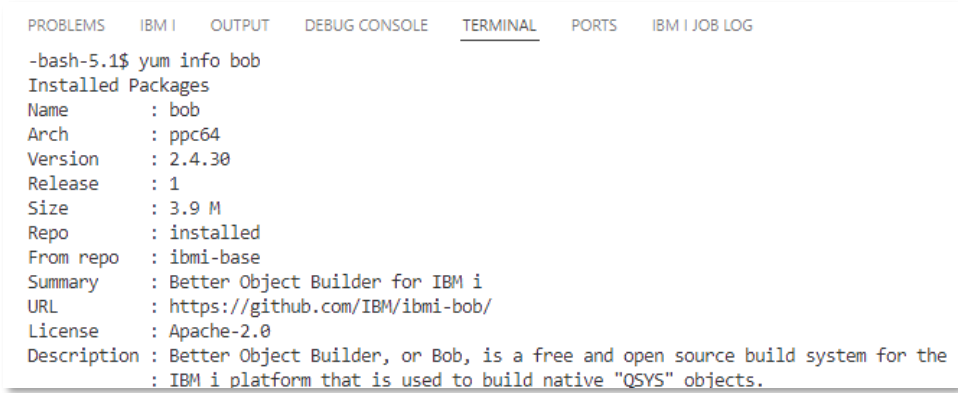 PROBLEMS IBM I OUTPUT DEBUG CONSOLE TERMINAL PORTS IBM I JOB LOG
-bash-5.1$ yum info bob
Installed Packages
Name : bob
Arch : ppc64
Version : 2.4.30
Release : 1
Size : 3.9 M
Repo : installed
From repo : ibmi-base
Summary : Better Object Builder for IBM i
URL : https://github.com/IBM/ibmi-bob/
License : Apache-2.0
Description : Better Object Builder, or Bob, is a free and open source build system for the
: IBM i platform that is used to build native "QSYS" objects.